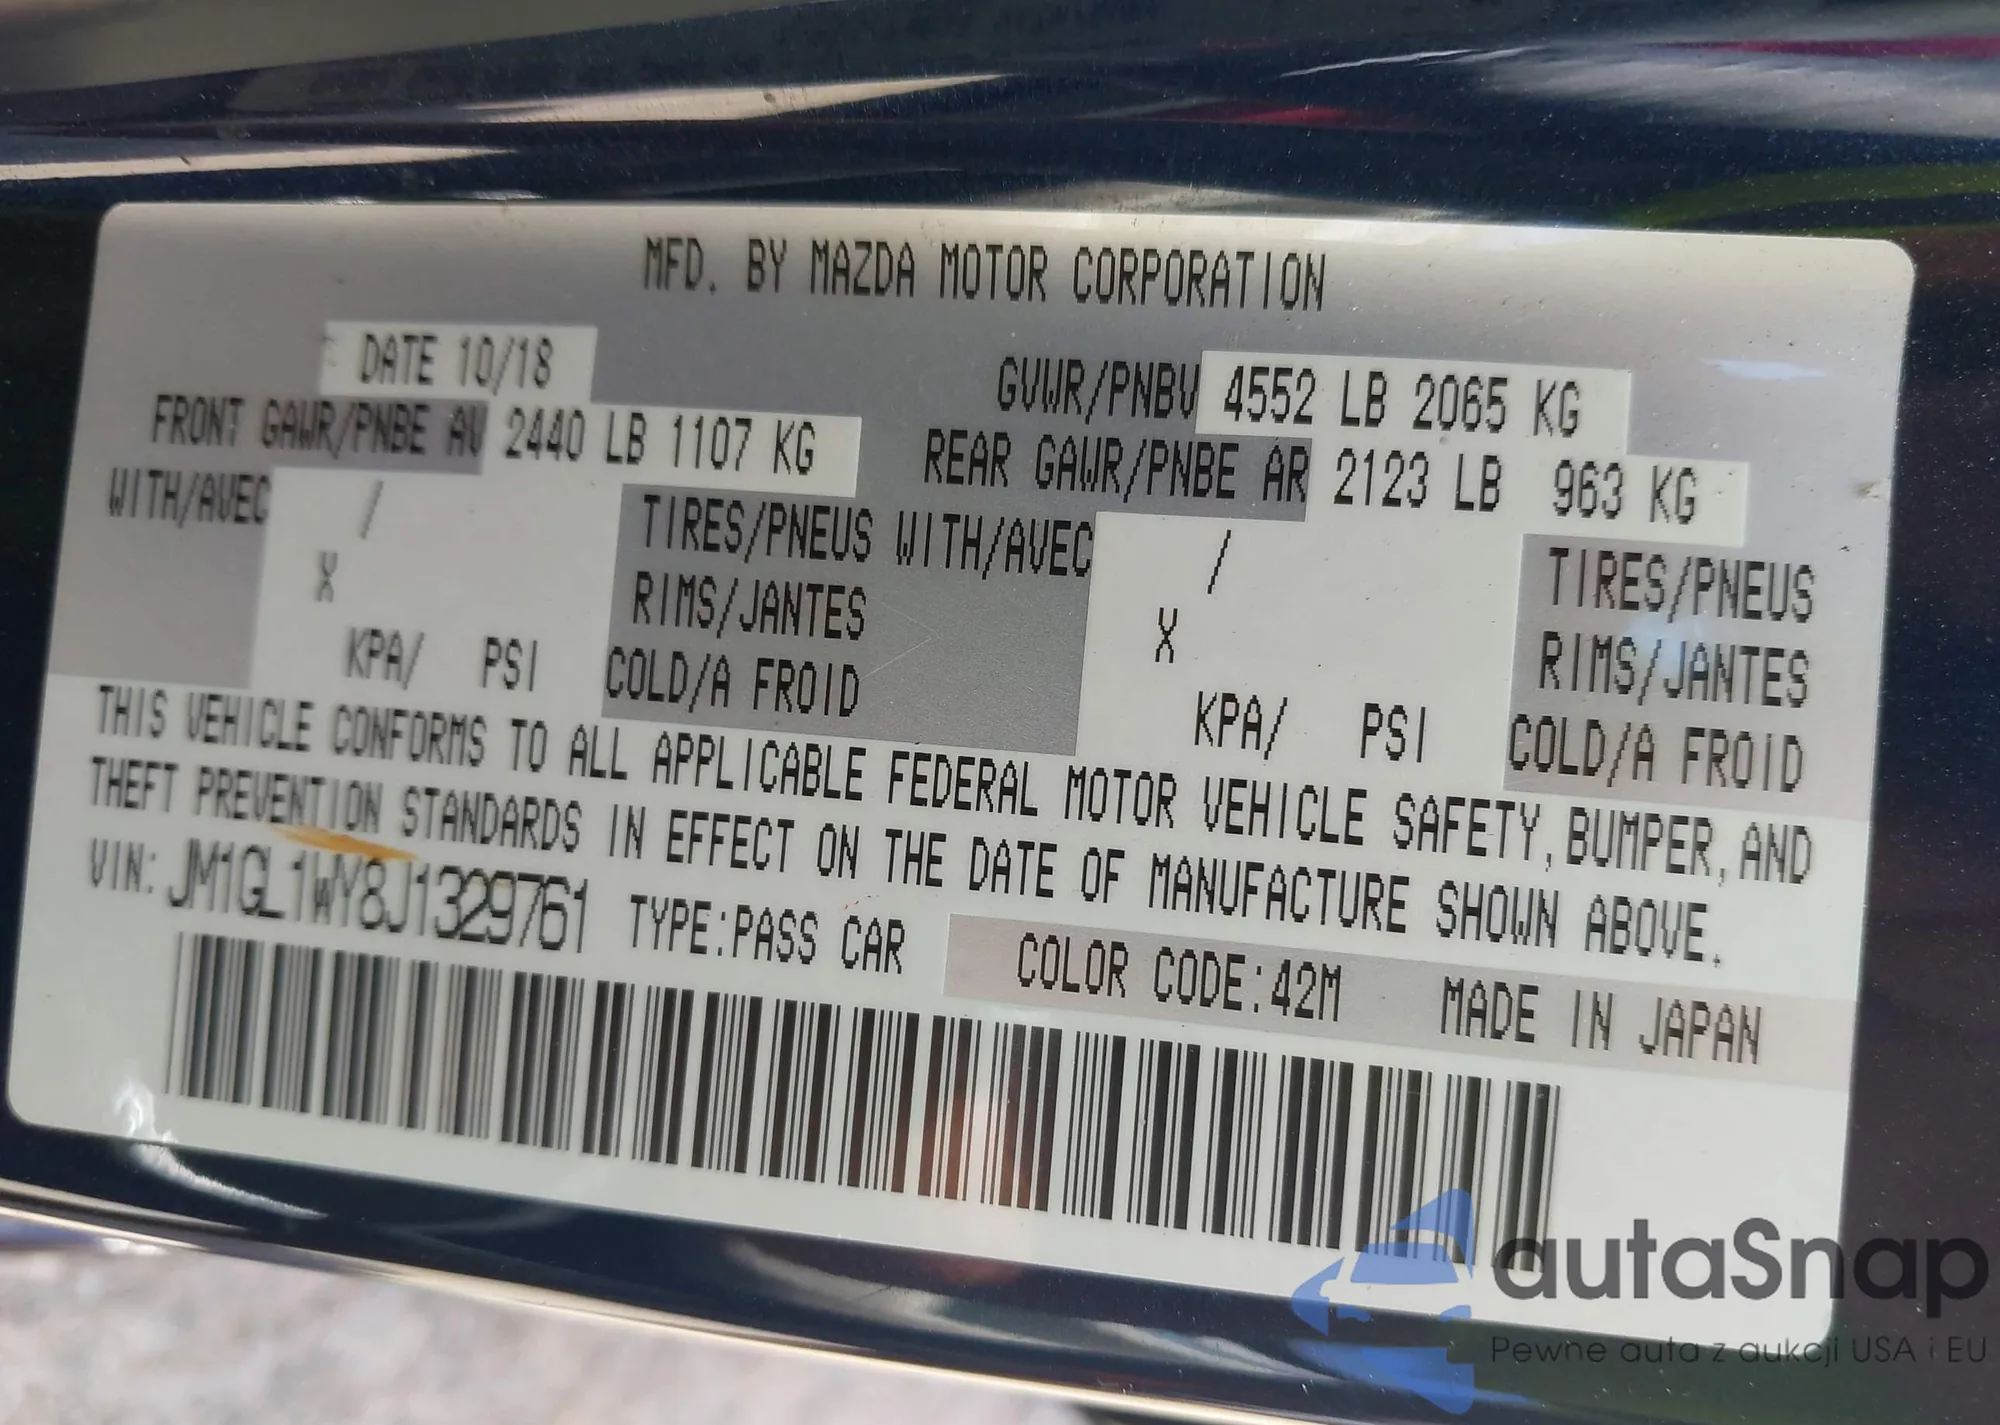 MFD. BY MAZDA MOTOR CORPORATION
DATE 10/18
GVWR/PNBV 4552 LB 2065 KG
FRONT GAWR/PNBE AV 2440 LB 1107 KG
REAR GAWR/PNBE AR 2123 LB 963 KG
WITH/AVEC / TIRES/PNEUS WITH/AVEC / TIRES/PNEUS
X RIMS/JANTES X RIMS/JANTES
KPA/ PSI COLD/A FROID KPA/ PSI COLD/A FROID
THIS VEHICLE CONFORMS TO ALL APPLICABLE FEDERAL MOTOR VEHICLE SAFETY, BUMPER, AND
THEFT PREVENTION STANDARDS IN EFFECT ON THE DATE OF MANUFACTURE SHOWN ABOVE.
VIN: JM1GL1WY8J1329761 TYPE:PASS CAR COLOR CODE:42M MADE IN JAPAN
autaSnap
Pewne auta z aukcji USA i EU